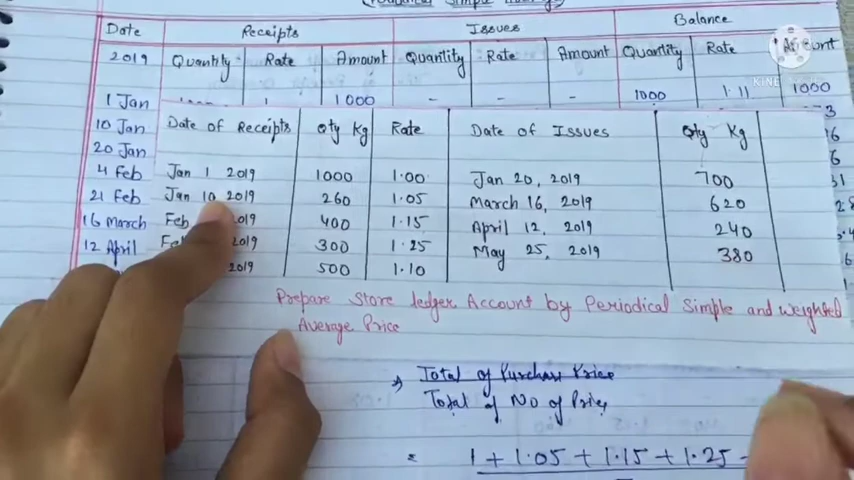 (Periodical Simple Average)
Date Receipts Issues Balance
2019 Quantity Rate Amount Quantity Rate Amount Quantity Rate Amount
1 Jan 1000 - - - 1000 1.11 1000
10 Jan
20 Jan
4 Feb
21 Feb
16 March
12 April
Date of Receipts Qty Kg Rate Date of Issues Qty Kg
Jan 1 2019 1000 1.00 Jan 20, 2019 700
Jan 10 2019 260 1.05 March 16, 2019 620
Feb 2019 400 1.15 April 12, 2019 240
2019 300 1.25 May 25, 2019 380
2019 500 1.10
Prepare Store ledger Account by Periodical Simple and weighted
Average Price
Total of Purchase Price
Total of No of Prices
= 1 + 1.05 + 1.15 + 1.25